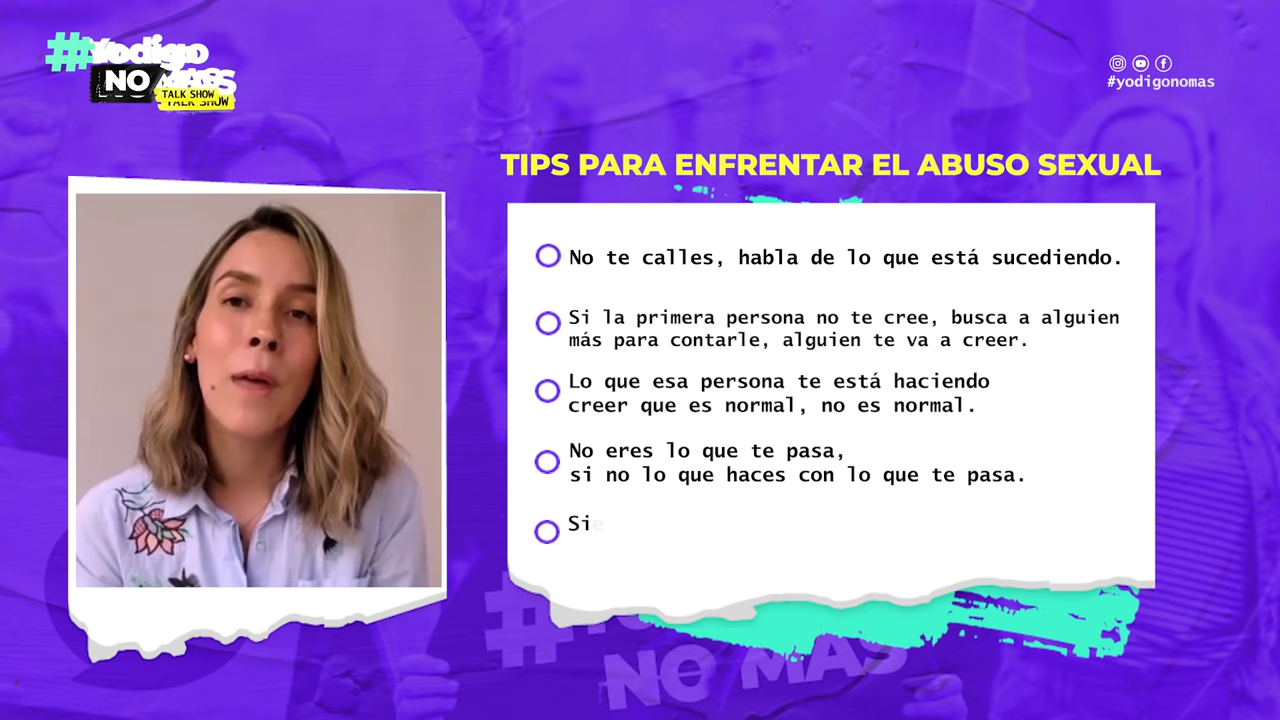 #Yodigo
NO MAS
TALK SHOW
#yodigonomas
TIPS PARA ENFRENTAR EL ABUSO SEXUAL
No te calles, habla de lo que está sucediendo.
Si la primera persona no te cree, busca a alguien
más para contarle, alguien te va a creer.
Lo que esa persona te está haciendo
creer que es normal, no es normal.
No eres lo que te pasa,
si no lo que haces con lo que te pasa.
Sie
NO MAS